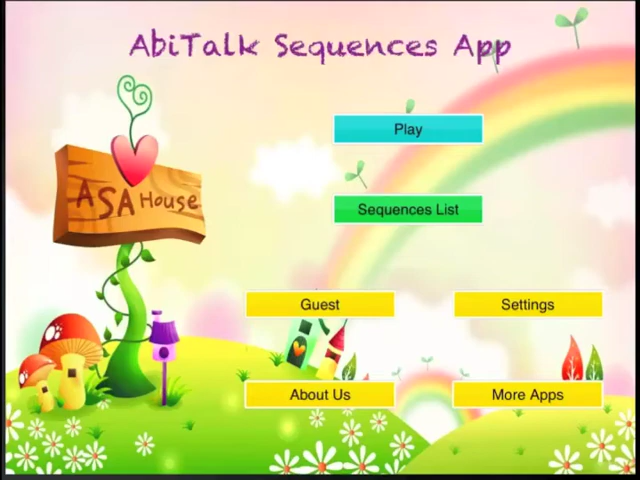 AbiTalk Sequences App
Play
ASA House
Sequences List
Guest
Settings
About Us
More Apps